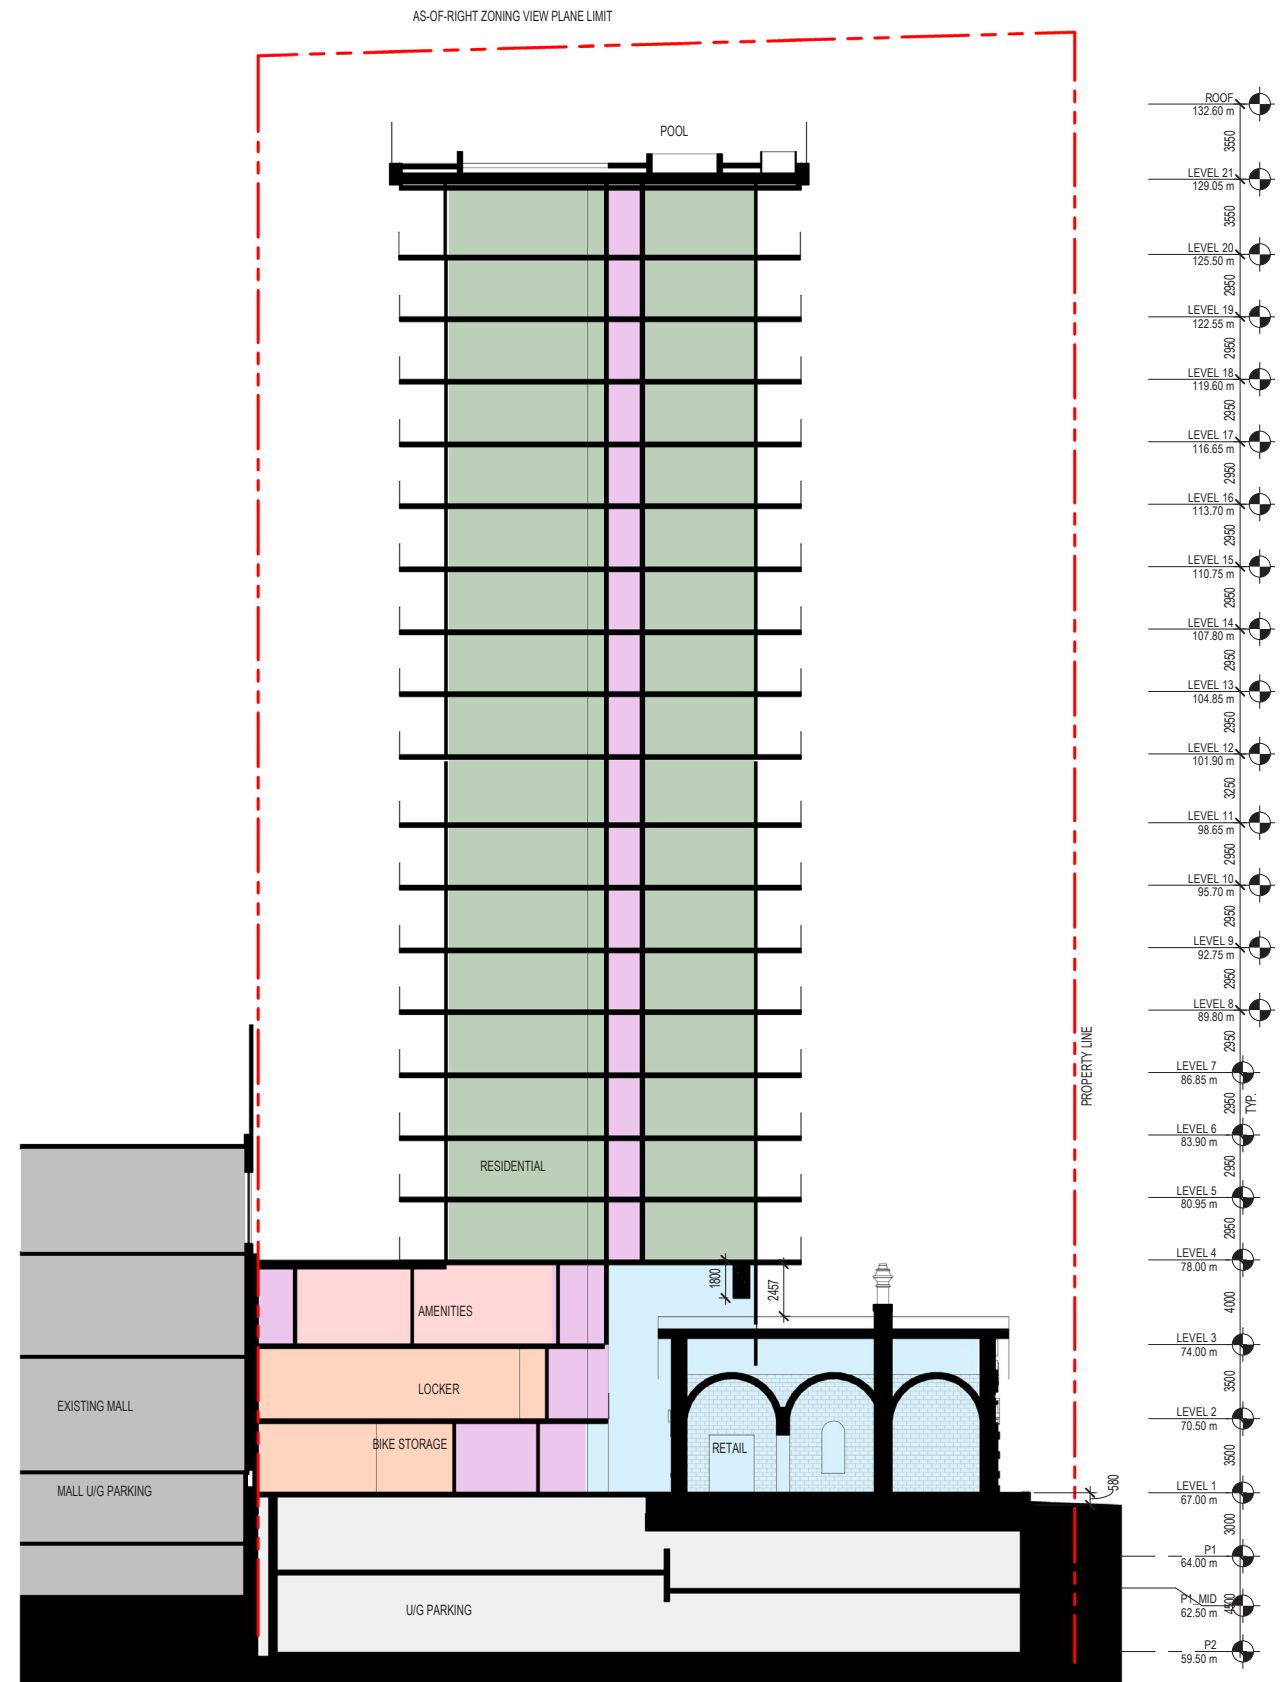 AS-OF-RIGHT ZONING VIEW PLANE LIMIT
POOL
ROOF
132.60 m
3550
LEVEL 21
129.05 m
3550
LEVEL 20
125.50 m
2950
LEVEL 19
122.55 m
2950
LEVEL 18
119.60 m
2950
LEVEL 17
116.65 m
2950
LEVEL 16
113.70 m
2950
LEVEL 15
110.75 m
2950
LEVEL 14
107.80 m
2950
LEVEL 13
104.85 m
2950
LEVEL 12
101.90 m
3250
LEVEL 11
98.65 m
2950
LEVEL 10
95.70 m
2950
LEVEL 9
92.75 m
2950
LEVEL 8
89.80 m
2950
LEVEL 7
86.85 m
2950
TYP.
LEVEL 6
83.90 m
2950
LEVEL 5
80.95 m
2950
LEVEL 4
78.00 m
4000
LEVEL 3
74.00 m
3500
LEVEL 2
70.50 m
3500
LEVEL 1
67.00 m
3000
P1
64.00 m
P1 MID
62.50 m
4500
P2
59.50 m
PROPERTY LINE
RESIDENTIAL
1800
2457
AMENITIES
LOCKER
EXISTING MALL
BIKE STORAGE
RETAIL
MALL U/G PARKING
580
U/G PARKING